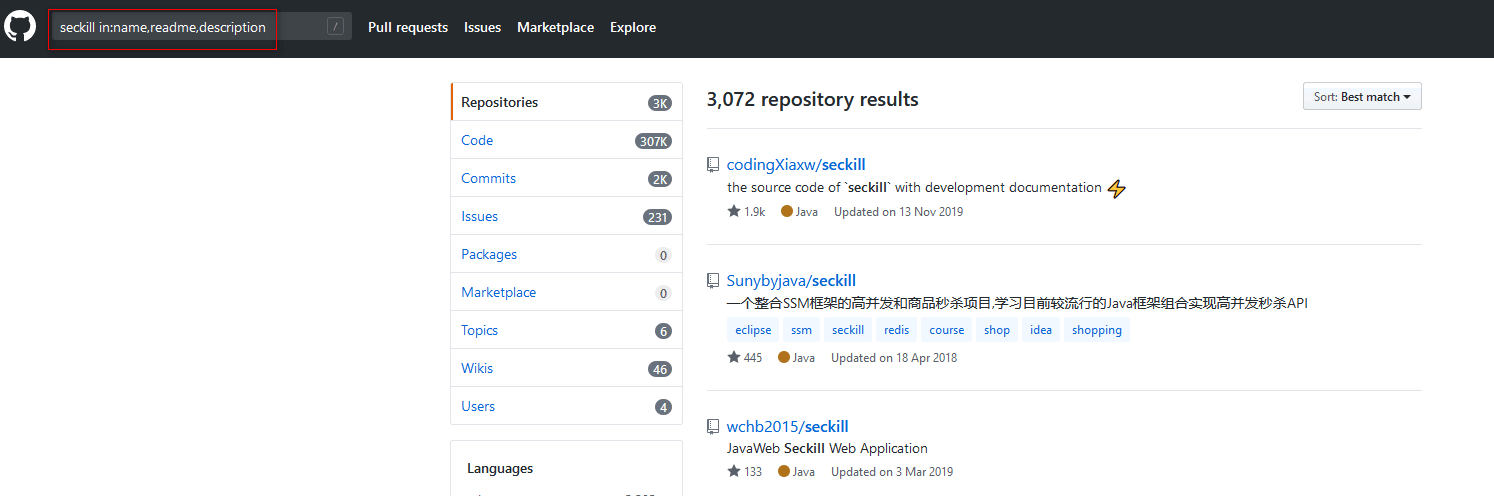 seckill in:name,readme,description /
Pull requests Issues Marketplace Explore
Repositories 3K
Code 307K
Commits 2K
Issues 231
Packages 0
Marketplace 0
Topics 6
Wikis 46
Users 4
Languages
3,072 repository results
Sort: Best match
codingXiaxw/seckill
the source code of `seckill` with development documentation ⚡
1.9k Java Updated on 13 Nov 2019
Sunybyjava/seckill
一个整合SSM框架的高并发和商品秒杀项目,学习目前较流行的Java框架组合实现高并发秒杀API
eclipse ssm seckill redis course shop idea shopping
445 Java Updated on 18 Apr 2018
wchb2015/seckill
JavaWeb Seckill Web Application
133 Java Updated on 3 Mar 2019